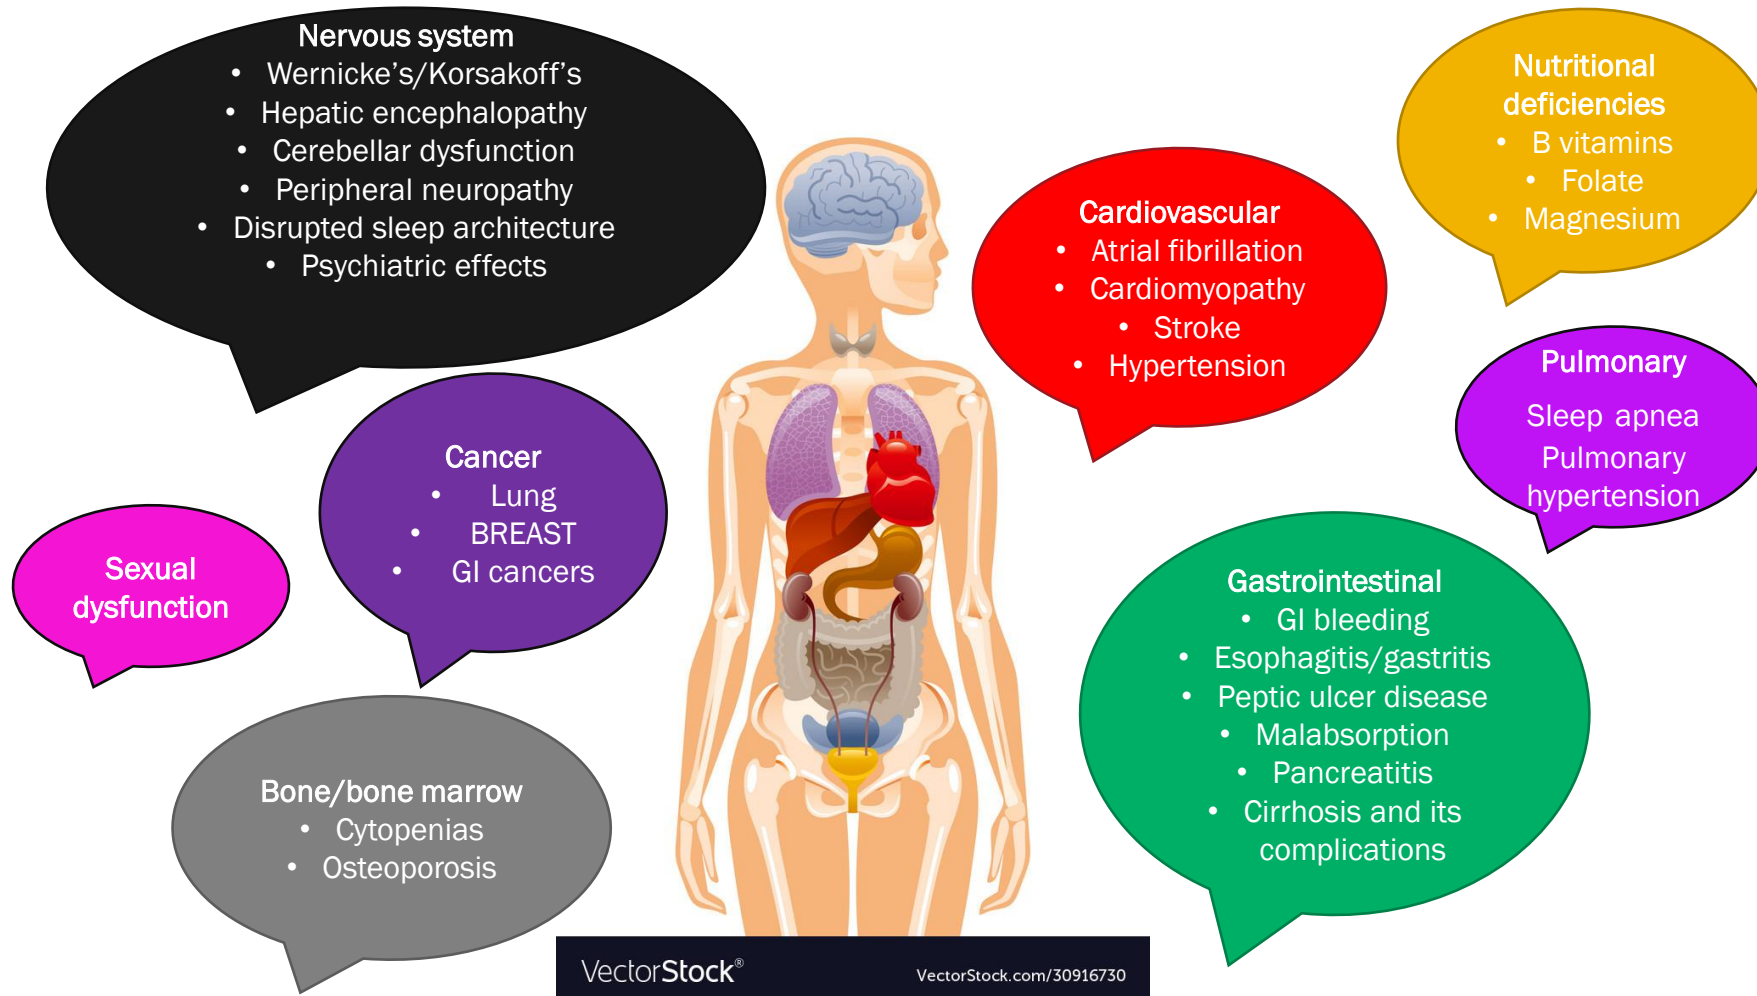 Nervous system
• Wernicke’s/Korsakoff’s
• Hepatic encephalopathy
• Cerebellar dysfunction
• Peripheral neuropathy
• Disrupted sleep architecture
• Psychiatric effects
Cancer
• Lung
• BREAST
• GI cancers
Sexual
dysfunction
Bone/bone marrow
• Cytopenias
• Osteoporosis
Cardiovascular
• Atrial fibrillation
• Cardiomyopathy
• Stroke
• Hypertension
Nutritional
deficiencies
• B vitamins
• Folate
• Magnesium
Pulmonary
Sleep apnea
Pulmonary
hypertension
Gastrointestinal
• GI bleeding
• Esophagitis/gastritis
• Peptic ulcer disease
• Malabsorption
• Pancreatitis
• Cirrhosis and its
complications
VectorStock®
VectorStock.com/30916730